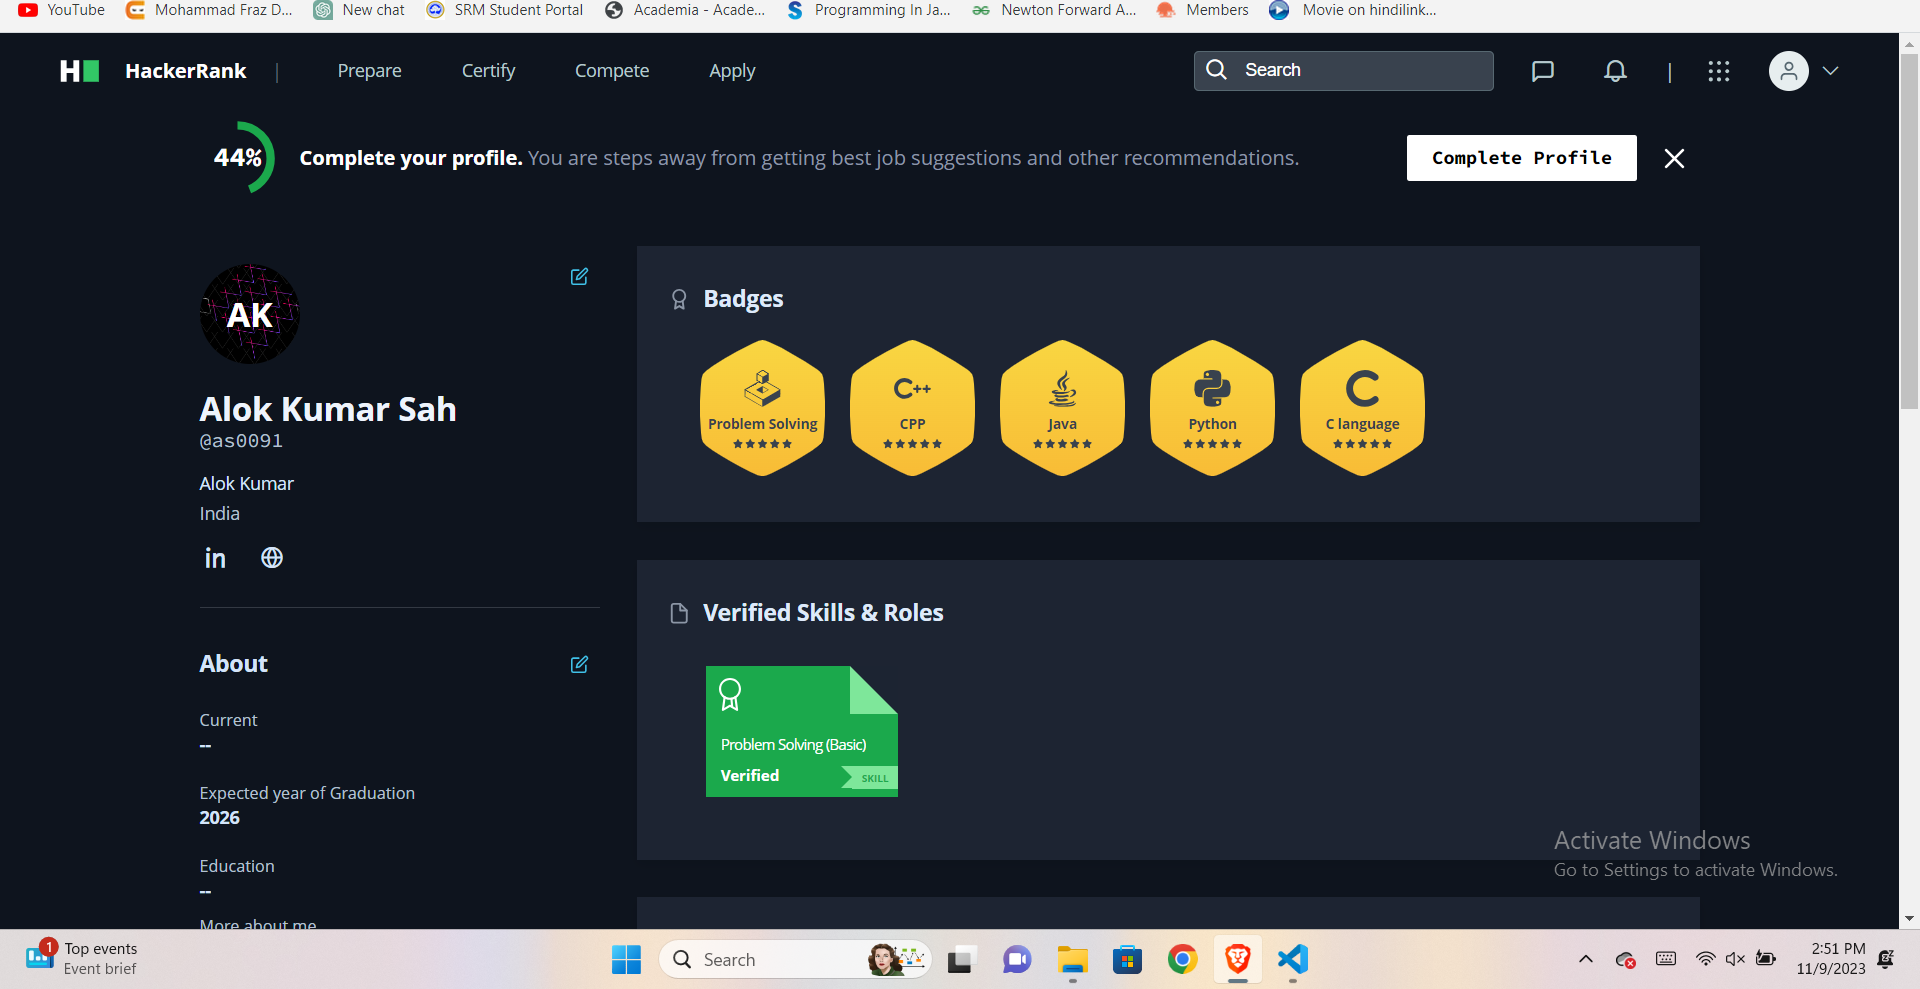 YouTube Mohammad Fraz D... New chat SRM Student Portal Academia - Acade... Programming In Ja... Newton Forward A... Members Movie on hindilink...
H HackerRank | Prepare Certify Compete Apply Search |
44% Complete your profile. You are steps away from getting best job suggestions and other recommendations. Complete Profile
AK
Alok Kumar Sah
@as0091
Alok Kumar
India
in
About
Current
--
Expected year of Graduation
2026
Education
--
More about me
Badges
Problem Solving
C++
CPP
Java
Python
C
C language
Verified Skills & Roles
Problem Solving (Basic)
Verified
SKILL
Activate Windows
Go to Settings to activate Windows.
1
Top events
Event brief
Search
2:51 PM
11/9/2023